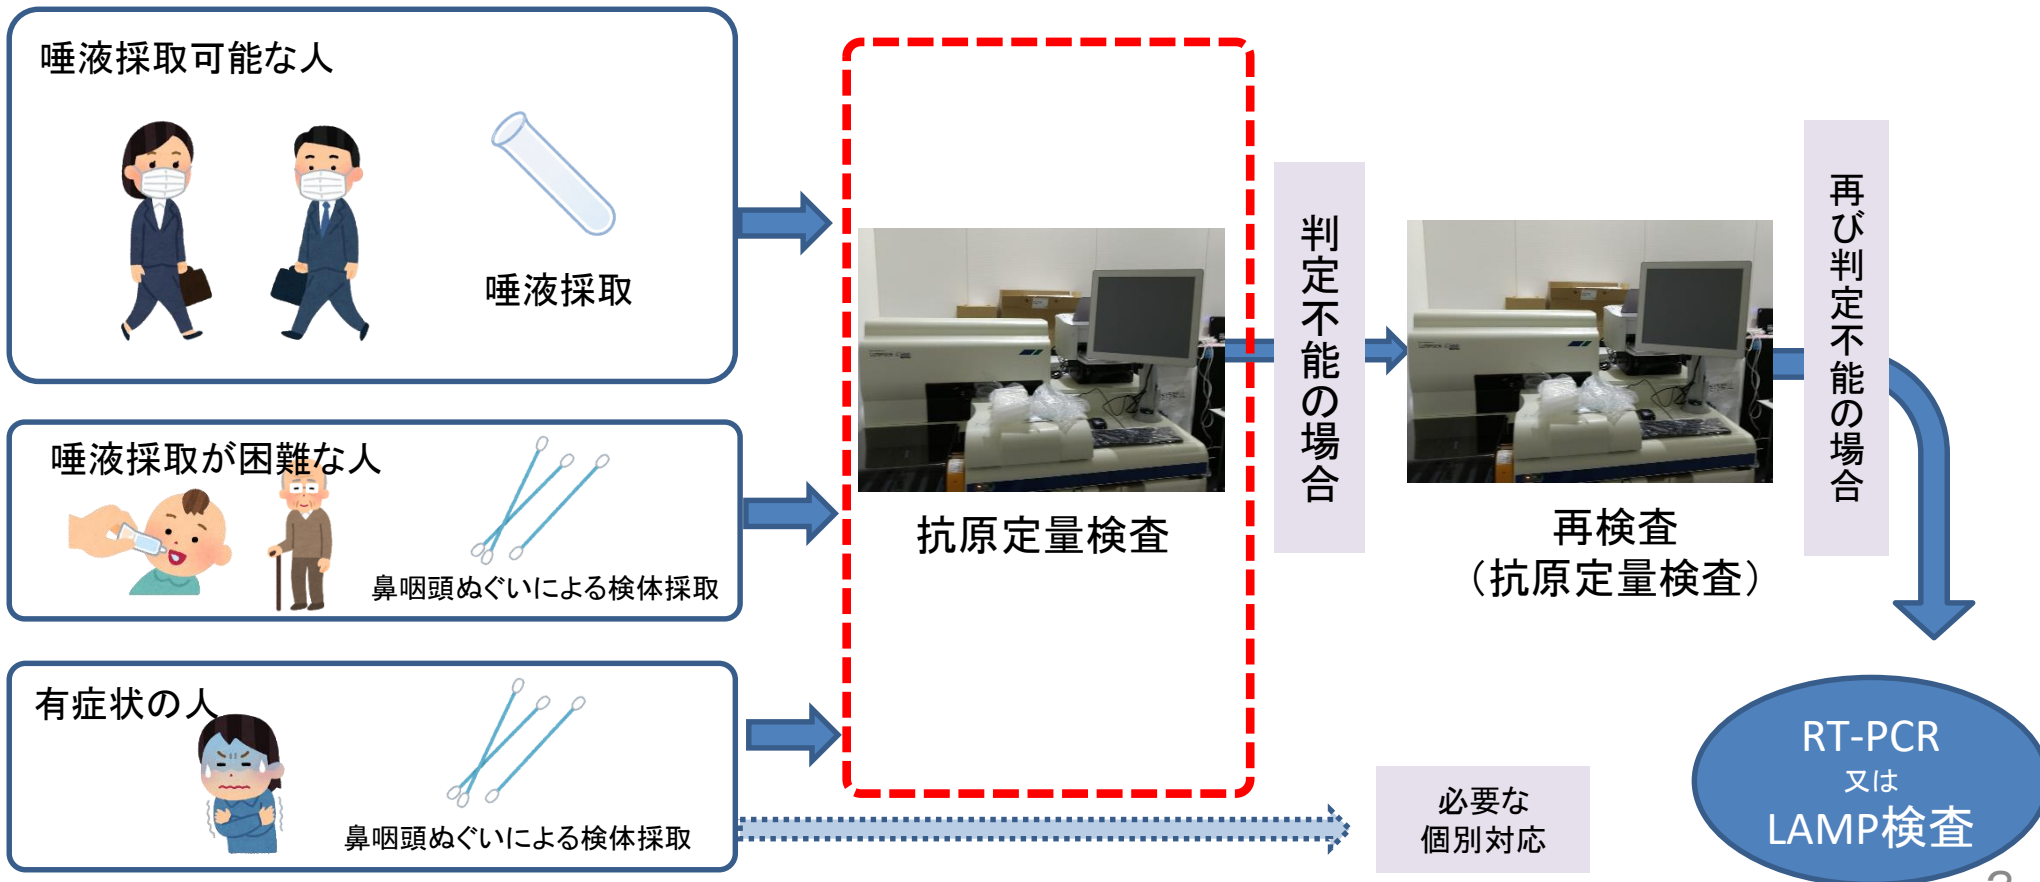 唾液採取可能な人
唾液採取
唾液採取が困難な人
鼻咽頭ぬぐいによる検体採取
有症状の人
鼻咽頭ぬぐいによる検体採取
抗原定量検査
判定不能の場合
再検査
（抗原定量検査）
再び判定不能の場合
必要な
個別対応
RT-PCR
又は
LAMP検査